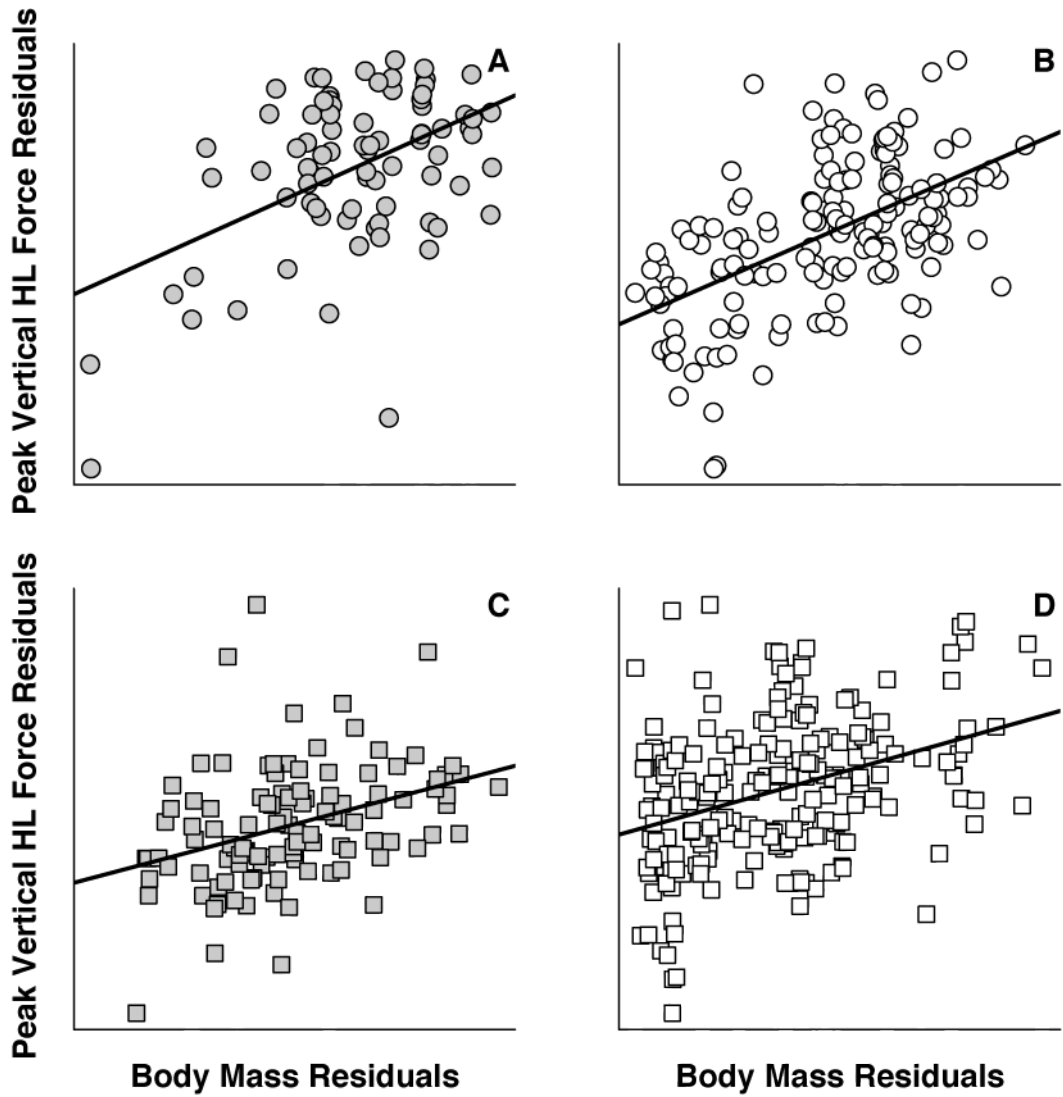 Peak Vertical HL Force Residuals
A
B
Peak Vertical HL Force Residuals
C
D
Body Mass Residuals
Body Mass Residuals